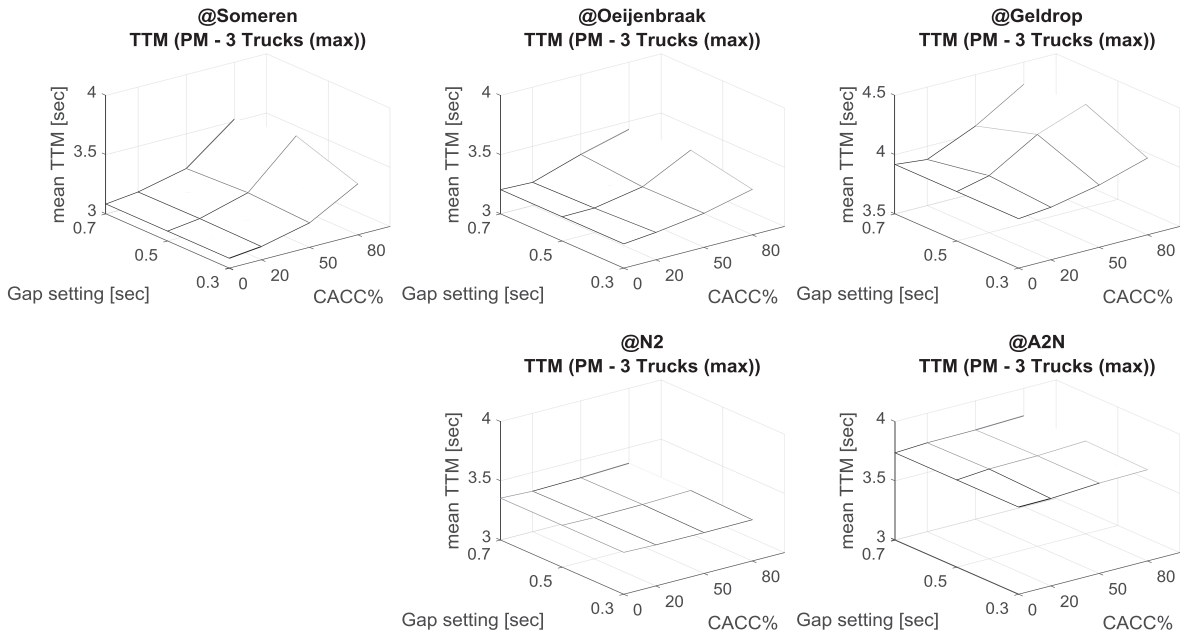 @Someren
TTM (PM - 3 Trucks (max))
mean TTM [sec]
4
3.5
3
0.7
0.5
0.3
Gap setting [sec]
0
20
50
80
CACC%
@Oeijenbraak
TTM (PM - 3 Trucks (max))
mean TTM [sec]
4
3.5
3
0.7
0.5
0.3
Gap setting [sec]
0
20
50
80
CACC%
@Geldrop
TTM (PM - 3 Trucks (max))
mean TTM [sec]
4.5
4
3.5
0.7
0.5
0.3
Gap setting [sec]
0
20
50
80
CACC%
@N2
TTM (PM - 3 Trucks (max))
mean TTM [sec]
4
3.5
3
0.7
0.5
0.3
Gap setting [sec]
0
20
50
80
CACC%
@A2N
TTM (PM - 3 Trucks (max))
mean TTM [sec]
4
3.5
3
0.7
0.5
0.3
Gap setting [sec]
0
20
50
80
CACC%